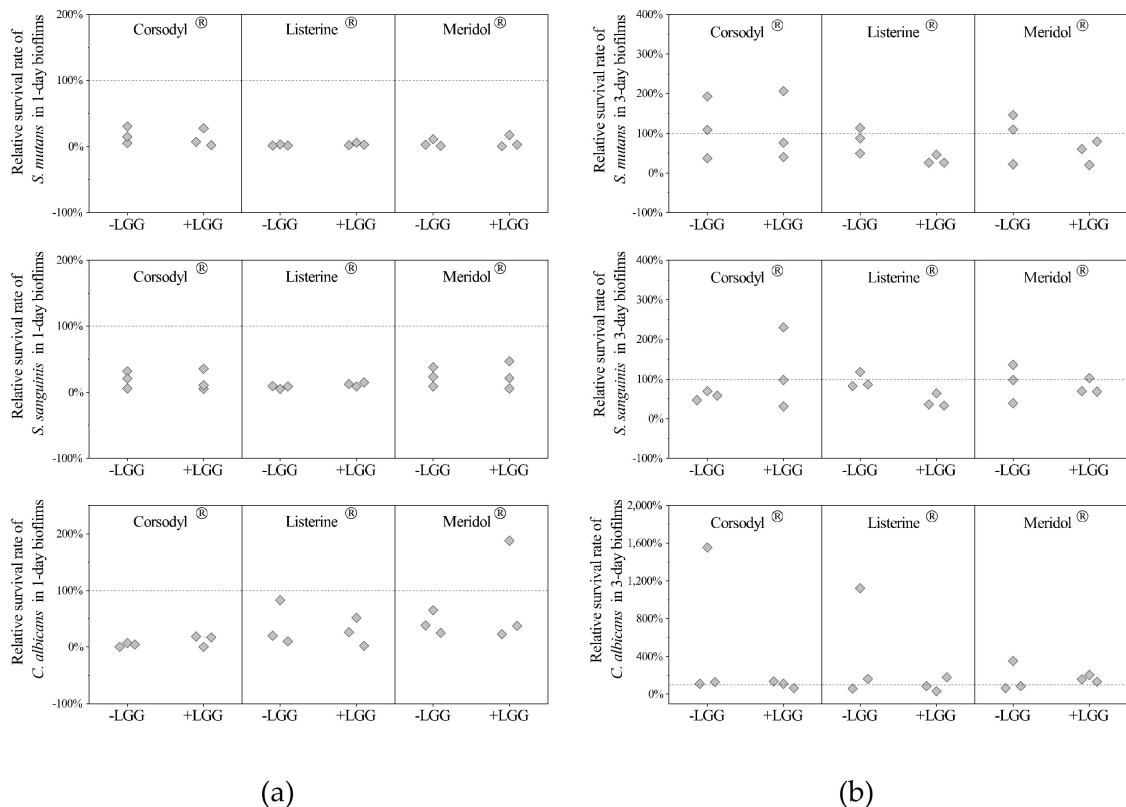 Relative survival rate of
S. mutans in 1-day biofilms
200%
100%
0%
-100%
Corsodyl ® Listerine ® Meridol ®
-LGG +LGG -LGG +LGG -LGG +LGG
Relative survival rate of
S. sanguinis in 1-day biofilms
200%
100%
0%
-100%
Corsodyl ® Listerine ® Meridol ®
-LGG +LGG -LGG +LGG -LGG +LGG
Relative survival rate of
C. albicans in 1-day biofilms
200%
100%
0%
-100%
Corsodyl ® Listerine ® Meridol ®
-LGG +LGG -LGG +LGG -LGG +LGG
(a)
Relative survival rate of
S. mutans in 3-day biofilms
400%
300%
200%
100%
0%
-100%
Corsodyl ® Listerine ® Meridol ®
-LGG +LGG -LGG +LGG -LGG +LGG
Relative survival rate of
S. sanguinis in 3-day biofilms
400%
300%
200%
100%
0%
-100%
Corsodyl ® Listerine ® Meridol ®
-LGG +LGG -LGG +LGG -LGG +LGG
Relative survival rate of
C. albicans in 3-day biofilms
2,000%
1,600%
1,200%
800%
400%
0%
Corsodyl ® Listerine ® Meridol ®
-LGG +LGG -LGG +LGG -LGG +LGG
(b)